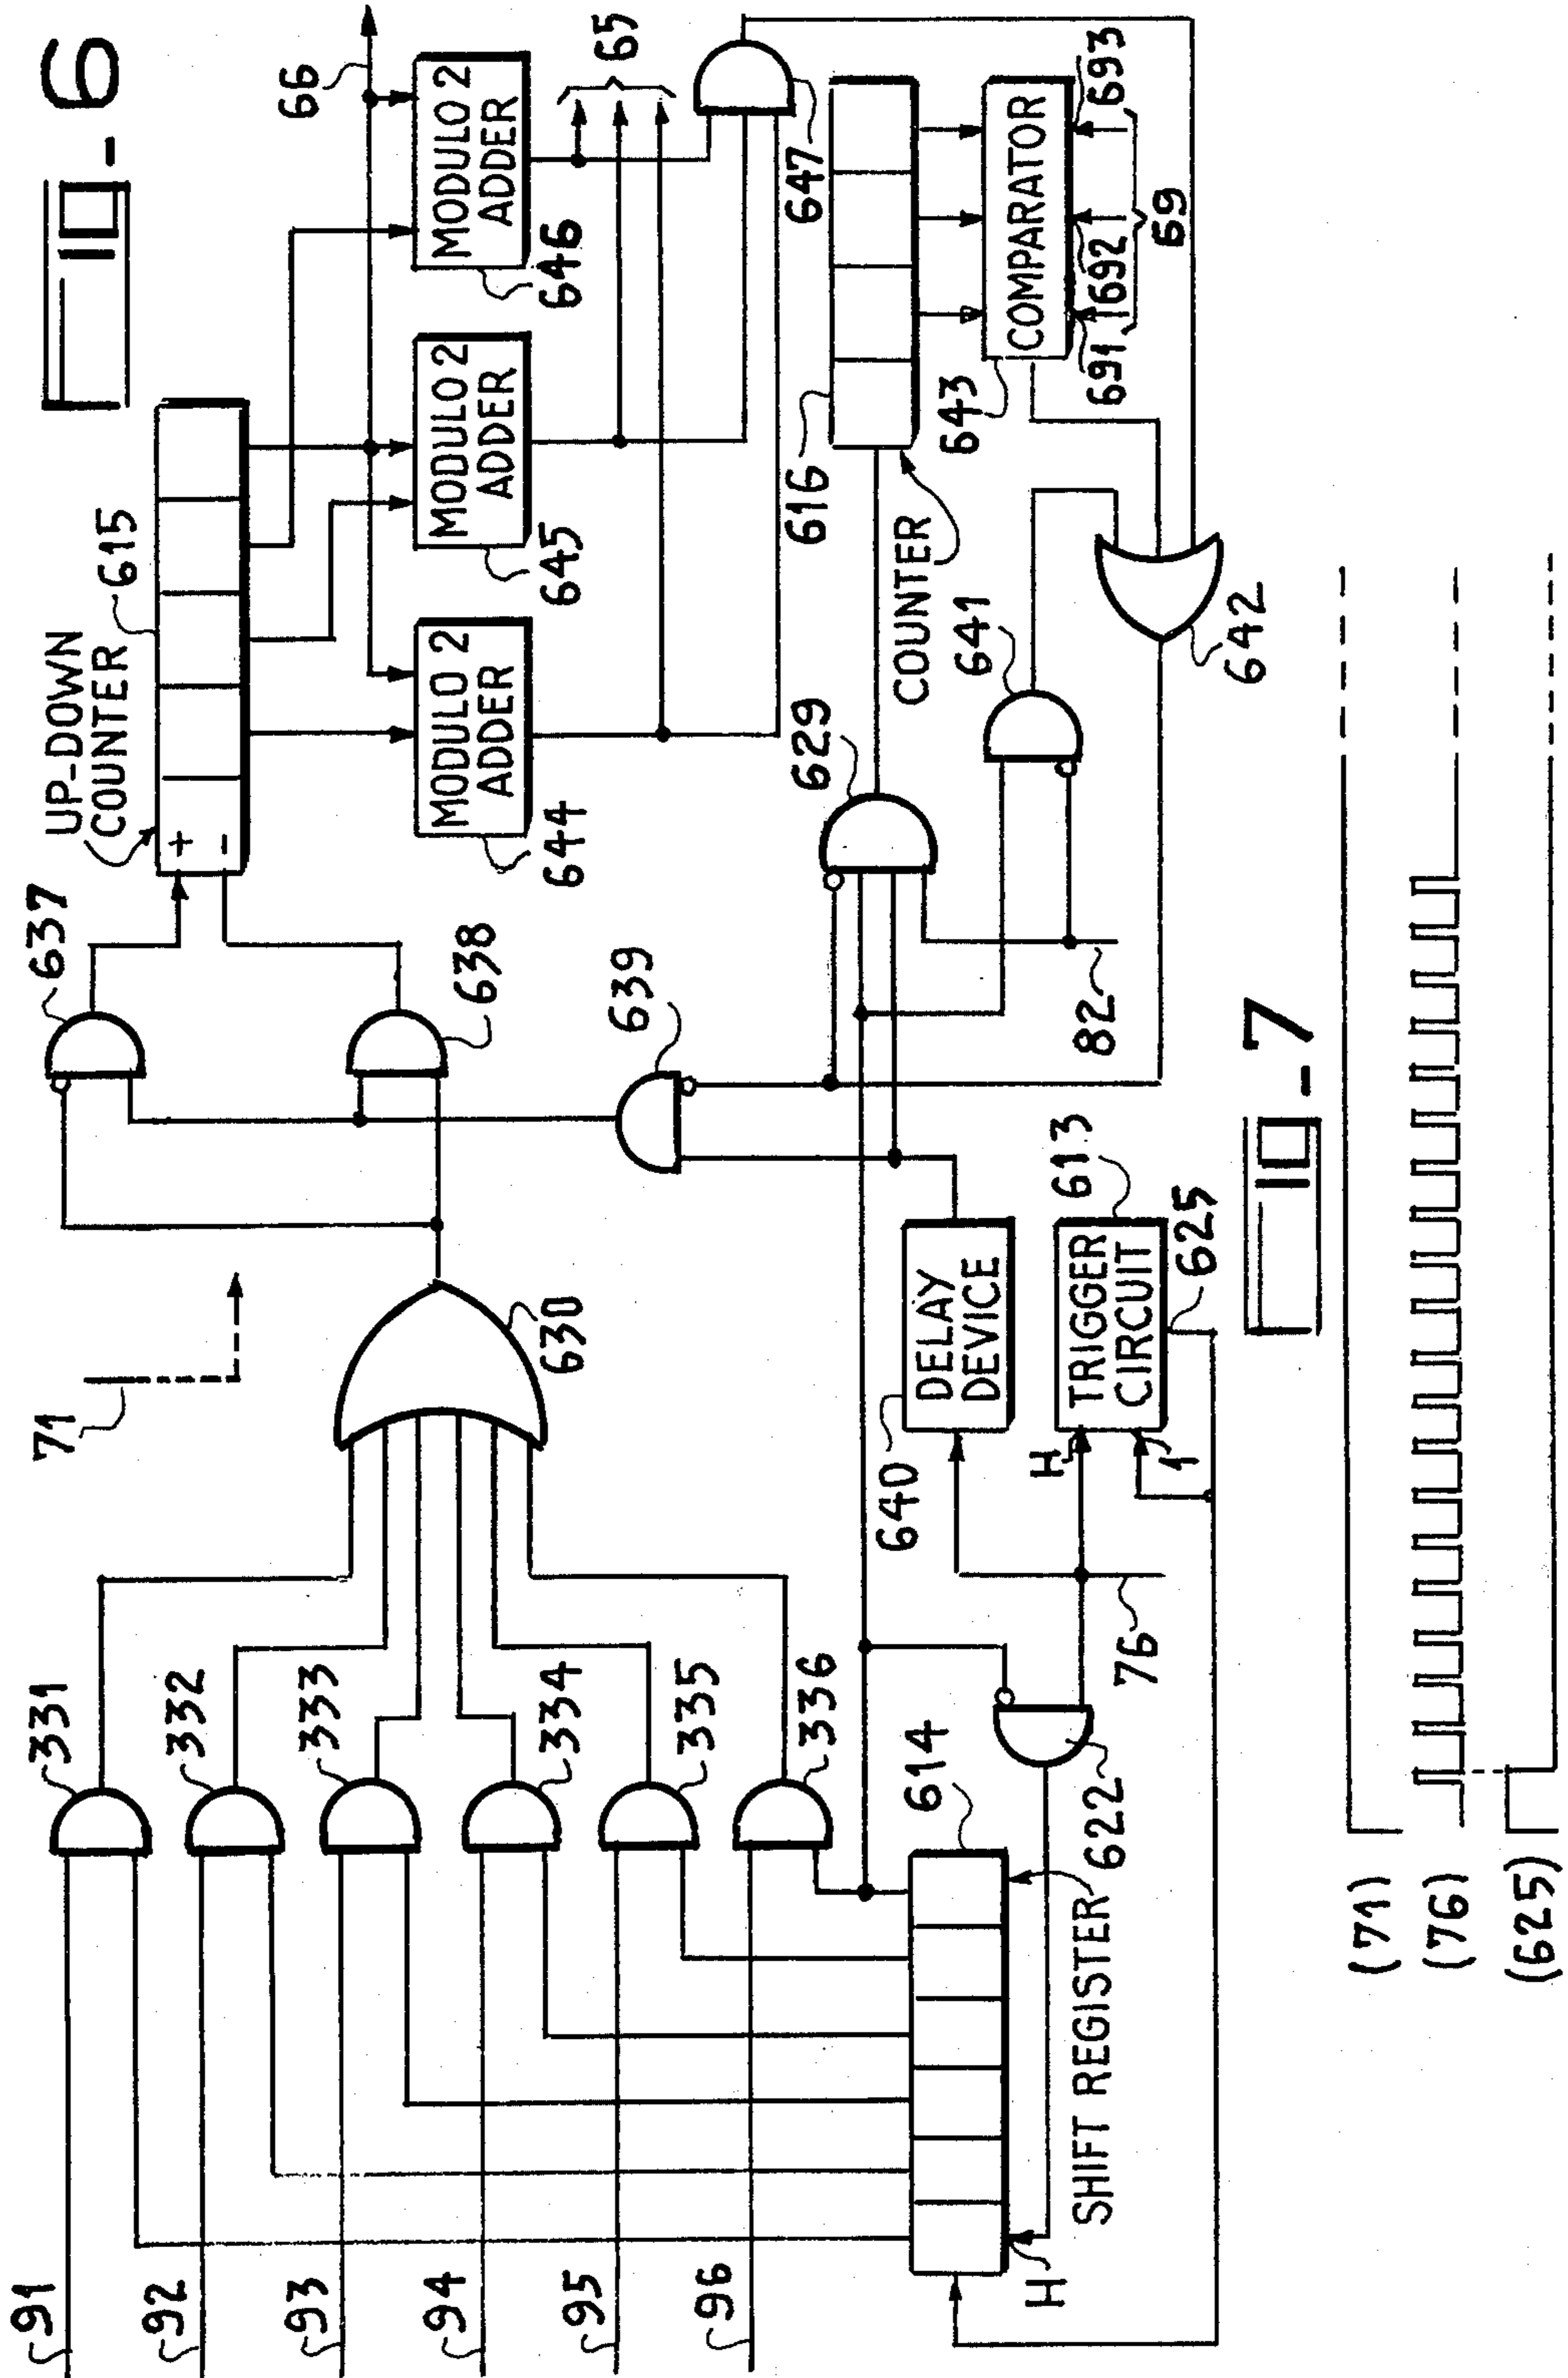 FIG-6
66
65
UP-DOWN
COUNTER
615
+
-
MODULO 2
ADDER
644
MODULO 2
ADDER
645
MODULO 2
ADDER
646
647
637
638
639
71
630
331
332
333
334
335
336
91
92
93
94
95
96
629
616
COUNTER
COMPARATOR
643
691
692
693
69
641
642
82
DELAY
DEVICE
640
TRIGGER
CIRCUIT
613
625
H
1
76
614
622
SHIFT REGISTER
H
FIG-7
(71)
(76)
(625)